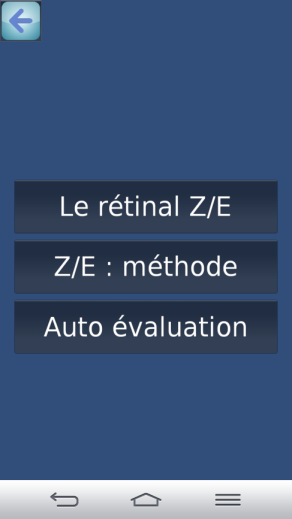 Le rétinal Z/E
Z/E : méthode
Auto évaluation